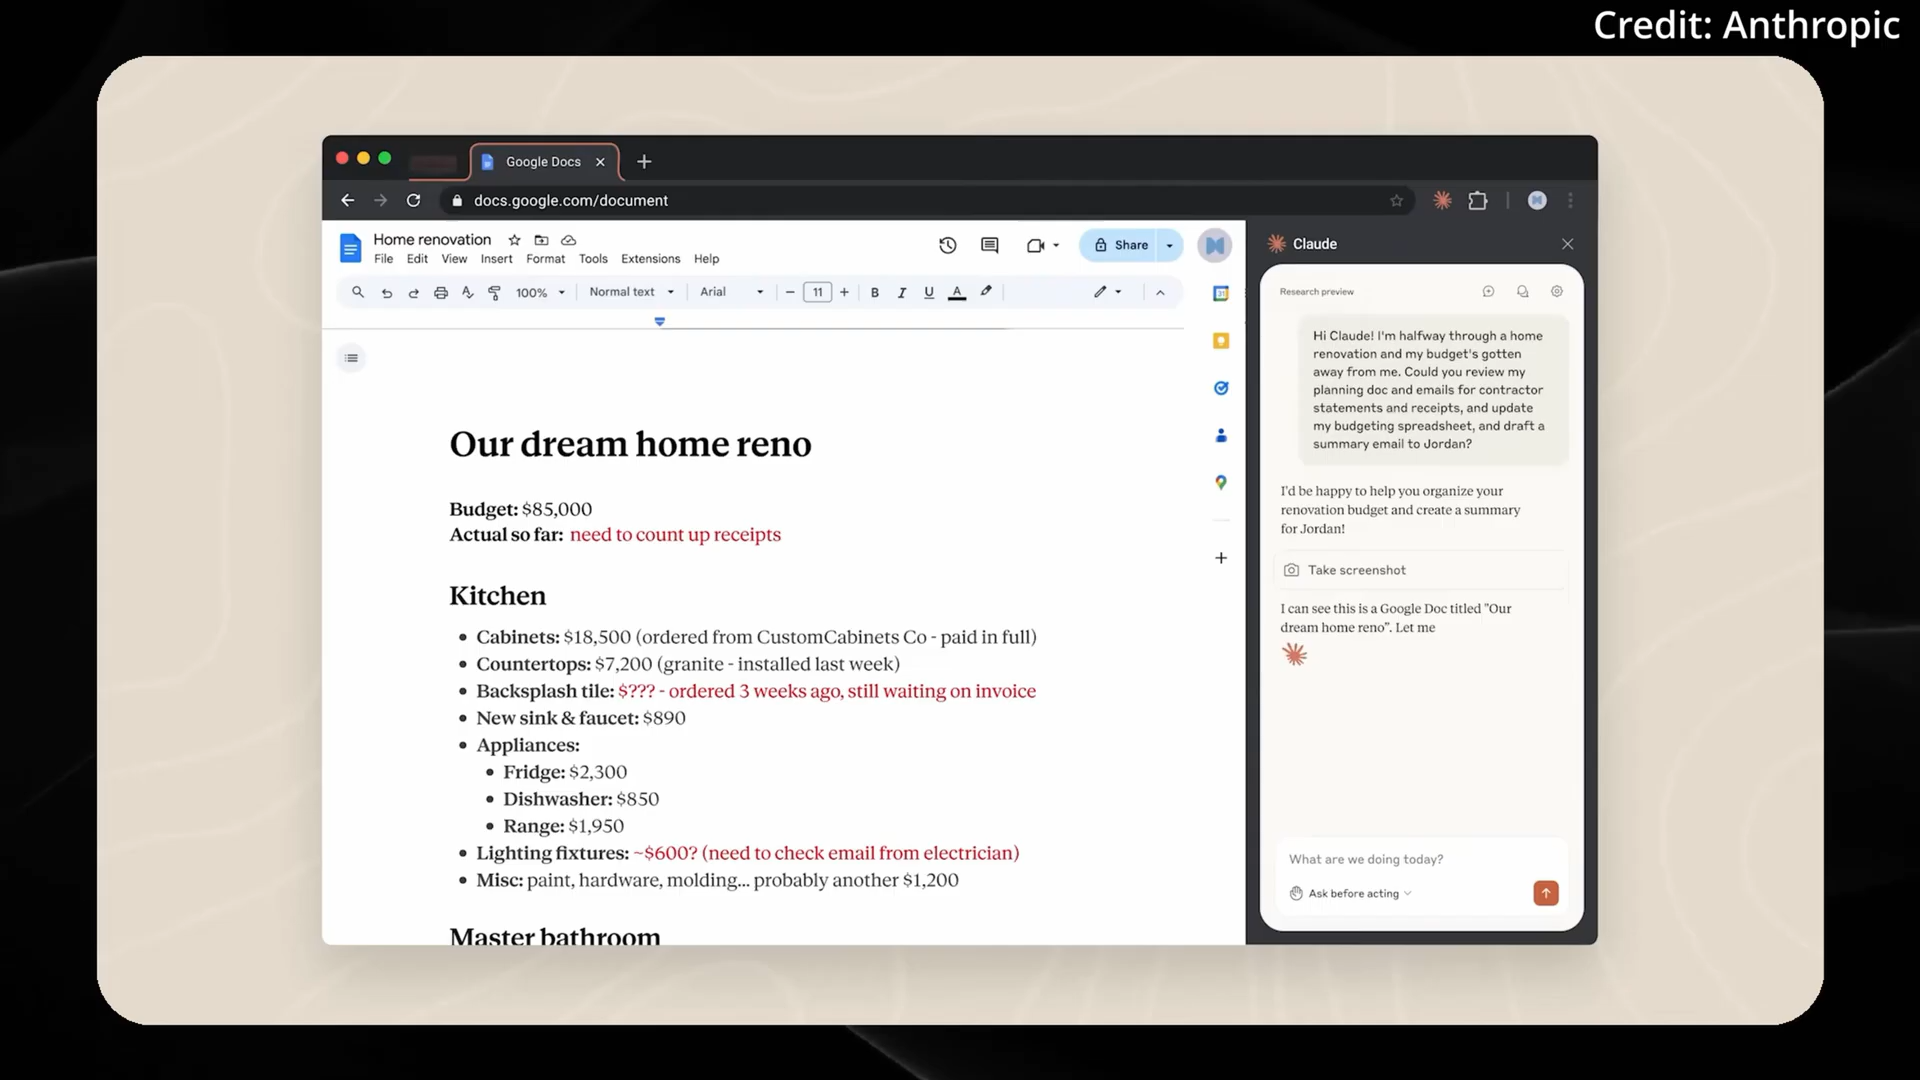 Credit: Anthropic
Google Docs
docs.google.com/document
Home renovation
File Edit View Insert Format Tools Extensions Help
Share
100% Normal text Arial 11 B I U A
31
Our dream home reno
Budget: $85,000
Actual so far: need to count up receipts
Kitchen
Cabinets: $18,500 (ordered from CustomCabinets Co - paid in full)
Countertops: $7,200 (granite - installed last week)
Backsplash tile: $??? - ordered 3 weeks ago, still waiting on invoice
New sink & faucet: $890
Appliances:
Fridge: $2,300
Dishwasher: $850
Range: $1,950
Lighting fixtures: ~$600? (need to check email from electrician)
Misc: paint, hardware, molding... probably another $1,200
Master bathroom
Claude
Research preview
Hi Claude! I'm halfway through a home
renovation and my budget's gotten
away from me. Could you review my
planning doc and emails for contractor
statements and receipts, and update
my budgeting spreadsheet, and draft a
summary email to Jordan?
I'd be happy to help you organize your
renovation budget and create a summary
for Jordan!
Take screenshot
I can see this is a Google Doc titled "Our
dream home reno". Let me
What are we doing today?
Ask before acting